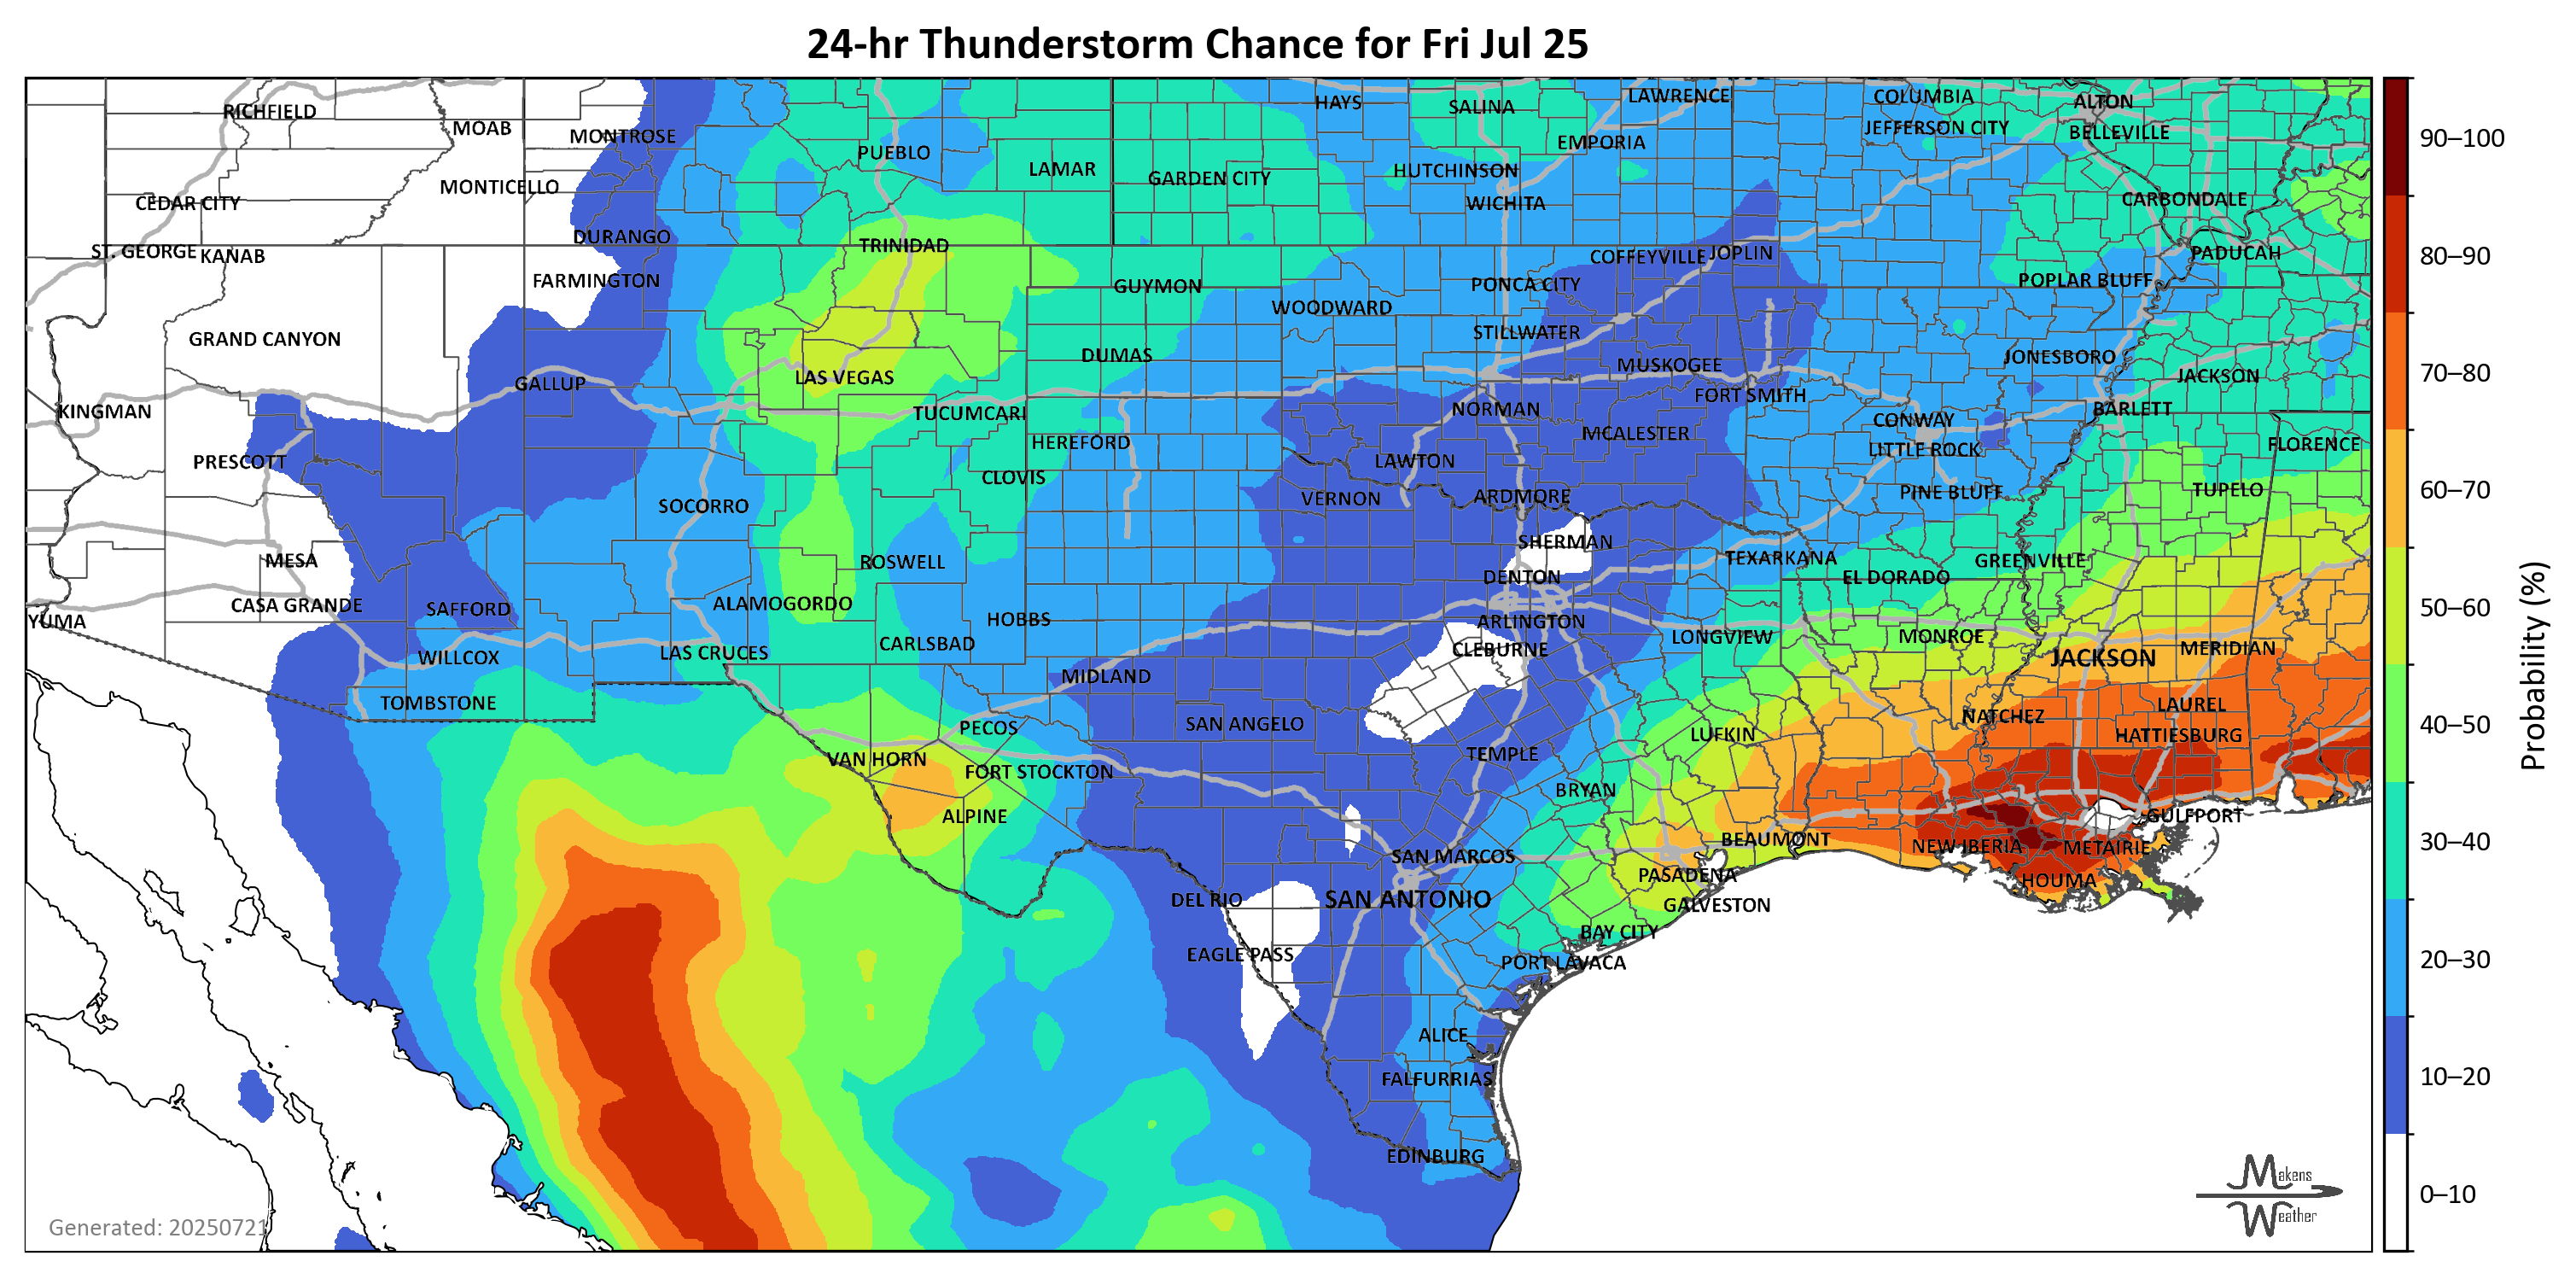 24-hr Thunderstorm Chance for Fri Jul 25
RICHFIELD
MOAB
MONTROSE
PUEBLO
LAMAR
GARDEN CITY
HAYS
SALINA
LAWRENCE
EMPORIA
HUTCHINSON
WICHITA
COLUMBIA
JEFFERSON CITY
ALTON
BELLEVILLE
MONTICELLO
CEDAR CITY
CARBONDALE
ST. GEORGE
KANAB
DURANGO
FARMINGTON
TRINIDAD
GUYMON
WOODWARD
PONCA CITY
COFFEYVILLE
JOPLIN
POPLAR BLUFF
PADUCAH
GRAND CANYON
STILLWATER
DUMAS
MUSKOGEE
JONESBORO
JACKSON
GALLUP
LAS VEGAS
FORT SMITH
KINGMAN
TUCUMCARI
NORMAN
BARLETT
CONWAY
HEREFORD
MCALESTER
LITTLE ROCK
FLORENCE
PRESCOTT
CLOVIS
LAWTON
VERNON
ARDMORE
PINE BLUFF
TUPELO
SOCORRO
SHERMAN
MESA
ROSWELL
DENTON
TEXARKANA
EL DORADO
GREENVILLE
CASA GRANDE
SAFFORD
ALAMOGORDO
HOBBS
ARLINGTON
YUMA
CARLSBAD
CLEBURNE
LONGVIEW
MONROE
WILLCOX
LAS CRUCES
MIDLAND
JACKSON
MERIDIAN
TOMBSTONE
PECOS
SAN ANGELO
NATCHEZ
LAUREL
HATTIESBURG
LUFKIN
VAN HORN
FORT STOCKTON
TEMPLE
BRYAN
ALPINE
GULFPORT
BEAUMONT
NEW IBERIA
METAIRIE
SAN MARCOS
PASADENA
HOUMA
DEL RIO
SAN ANTONIO
GALVESTON
BAY CITY
EAGLE PASS
PORT LAVACA
ALICE
FALFURRIAS
EDINBURG
Generated: 20250721
Makens
Weather
90–100
80–90
70–80
60–70
50–60
40–50
30–40
20–30
10–20
0–10
Probability (%)